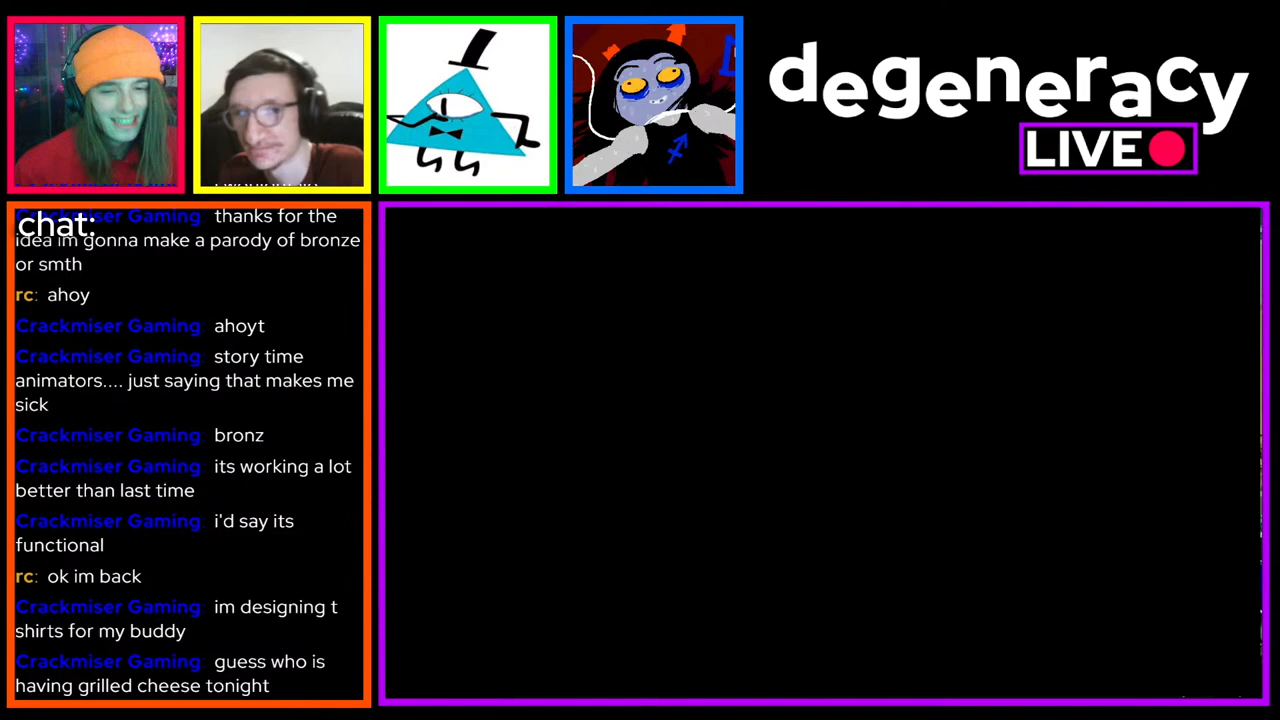 degeneracy
LIVE
chat:
Crackmiser Gaming: thanks for the
idea im gonna make a parody of bronze
or smth
rc: ahoy
Crackmiser Gaming: ahoyt
Crackmiser Gaming: story time
animators.... just saying that makes me
sick
Crackmiser Gaming: bronz
Crackmiser Gaming: its working a lot
better than last time
Crackmiser Gaming: i'd say its
functional
rc: ok im back
Crackmiser Gaming: im designing t
shirts for my buddy
Crackmiser Gaming: guess who is
having grilled cheese tonight